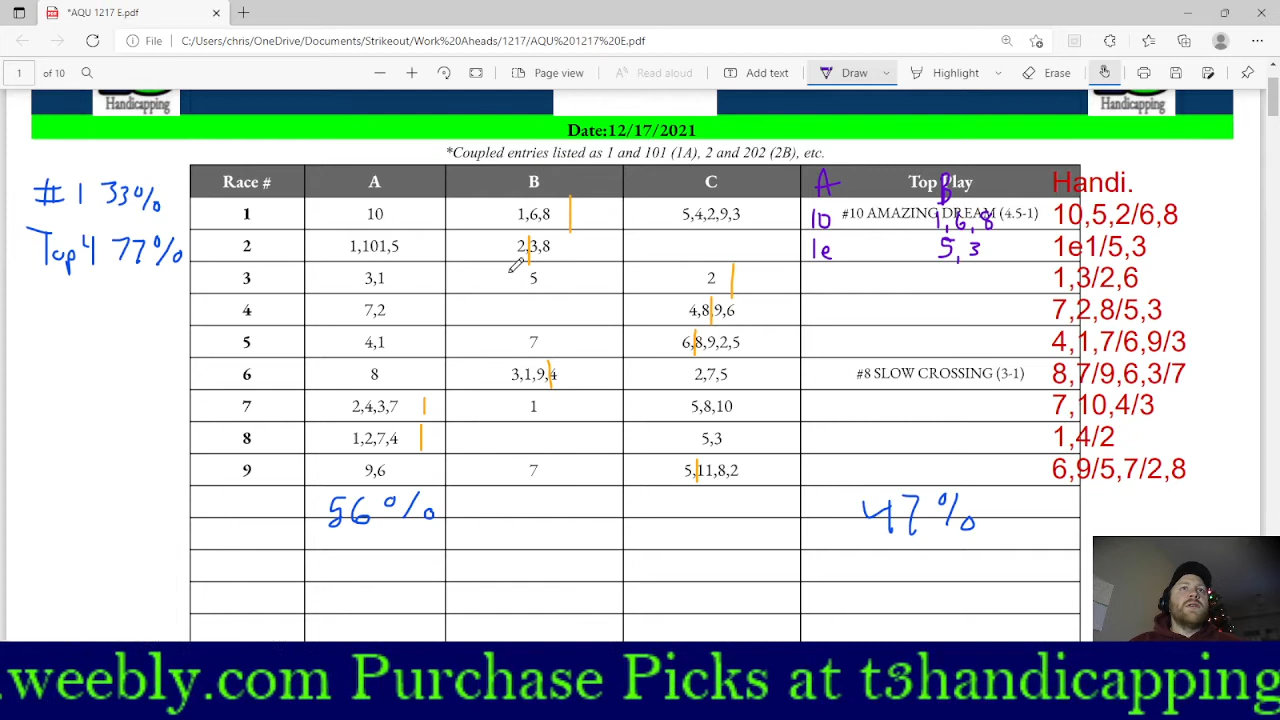 *AQU 1217 E.pdf
File C:/Users/chris/OneDrive/Documents/Strikeout/Work%20Aheads/1217/AQU%201217%20E.pdf
1 of 10 Page view Read aloud Add text Draw Highlight Erase
Handicapping Handicapping
Date:12/17/2021
*Coupled entries listed as 1 and 101 (1A), 2 and 202 (2B), etc.
Race # A B C Top Play A B Handi.
# 1 33%
1 10 1,6,8 5,4,2,9,3 #10 AMAZING DREAM (4.5-1) 10 1,6,8 10,5,2/6,8
Top 4 77%
2 1,101,5 2,3,8 1e 5,3 1e1/5,3
3 3,1 5 2 1,3/2,6
4 7,2 4,8,9,6 7,2,8/5,3
5 4,1 7 6,8,9,2,5 4,1,7/6,9/3
6 8 3,1,9,4 2,7,5 #8 SLOW CROSSING (3-1) 8,7/9,6,3/7
7 2,4,3,7 1 5,8,10 7,10,4/3
8 1,2,7,4 5,3 1,4/2
9 9,6 7 5,11,8,2 6,9/5,7/2,8
56% 47%
.weebly.com Purchase Picks at t3handicapping